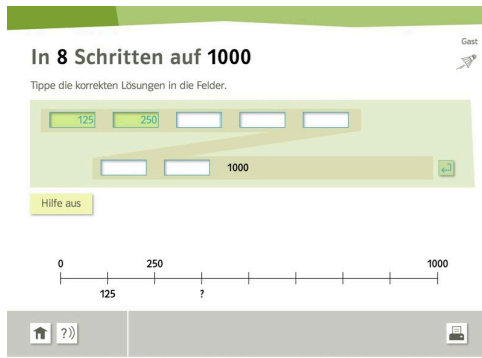 Gast
In 8 Schritten auf 1000
Tippe die korrekten Lösungen in die Felder.
125 250
1000
Hilfe aus
0 250 1000
125 ?
?))